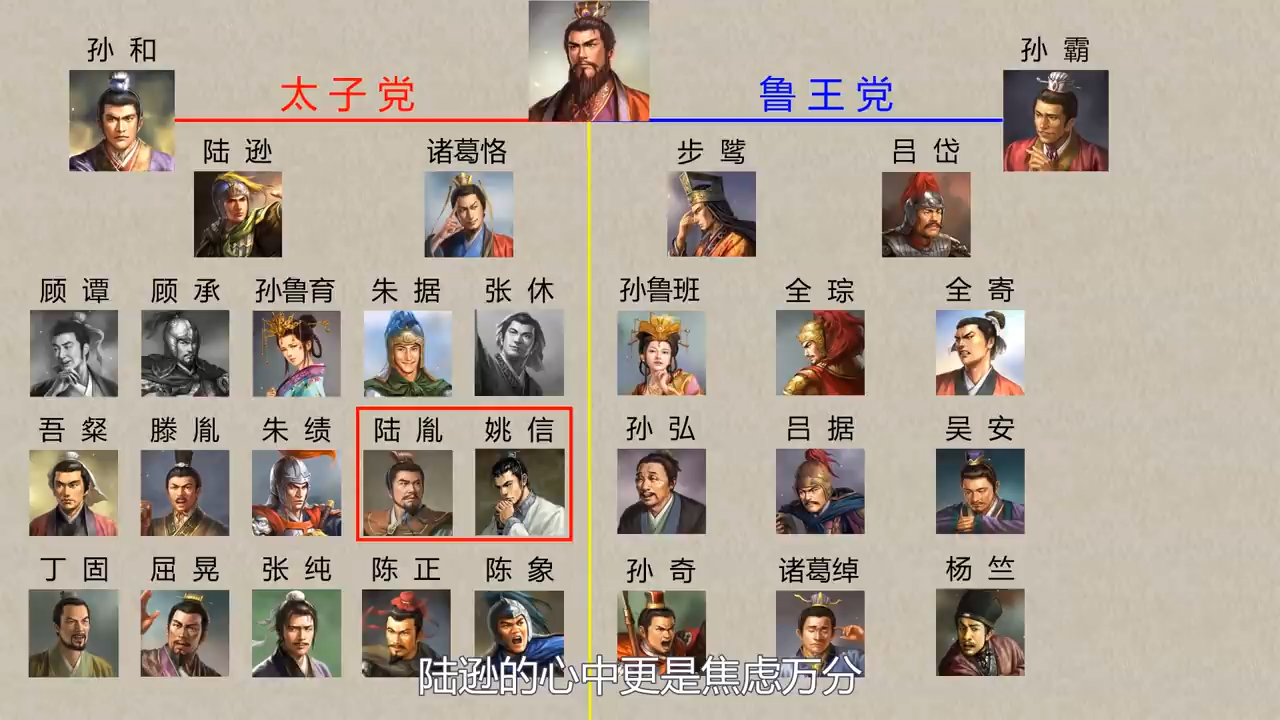 孙和
孙霸
太子党
鲁王党
陆逊
诸葛恪
步骘
吕岱
顾谭
顾承
孙鲁育
朱据
张休
孙鲁班
全琮
全寄
吾粲
滕胤
朱绩
陆胤
姚信
孙弘
吕据
吴安
丁固
屈晃
张纯
陈正
陈象
孙奇
诸葛绰
杨竺
陆逊的心中更是焦虑万分